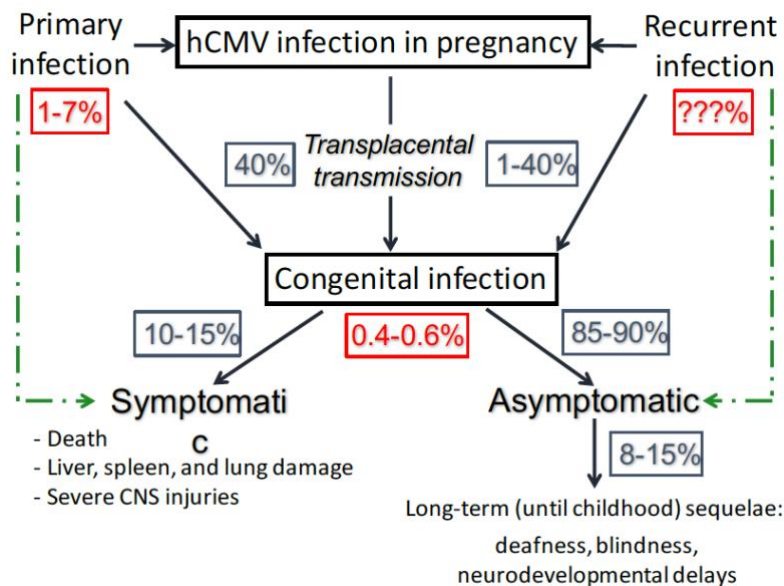 Primary
infection
hCMV infection in pregnancy
Recurrent
infection
1-7%
???%
40%
Transplacental
transmission
1-40%
Congenital infection
10-15%
0.4-0.6%
85-90%
Symptomati
c
Asymptomatic
- Death
- Liver, spleen, and lung damage
- Severe CNS injuries
8-15%
Long-term (until childhood) sequelae:
deafness, blindness,
neurodevelopmental delays